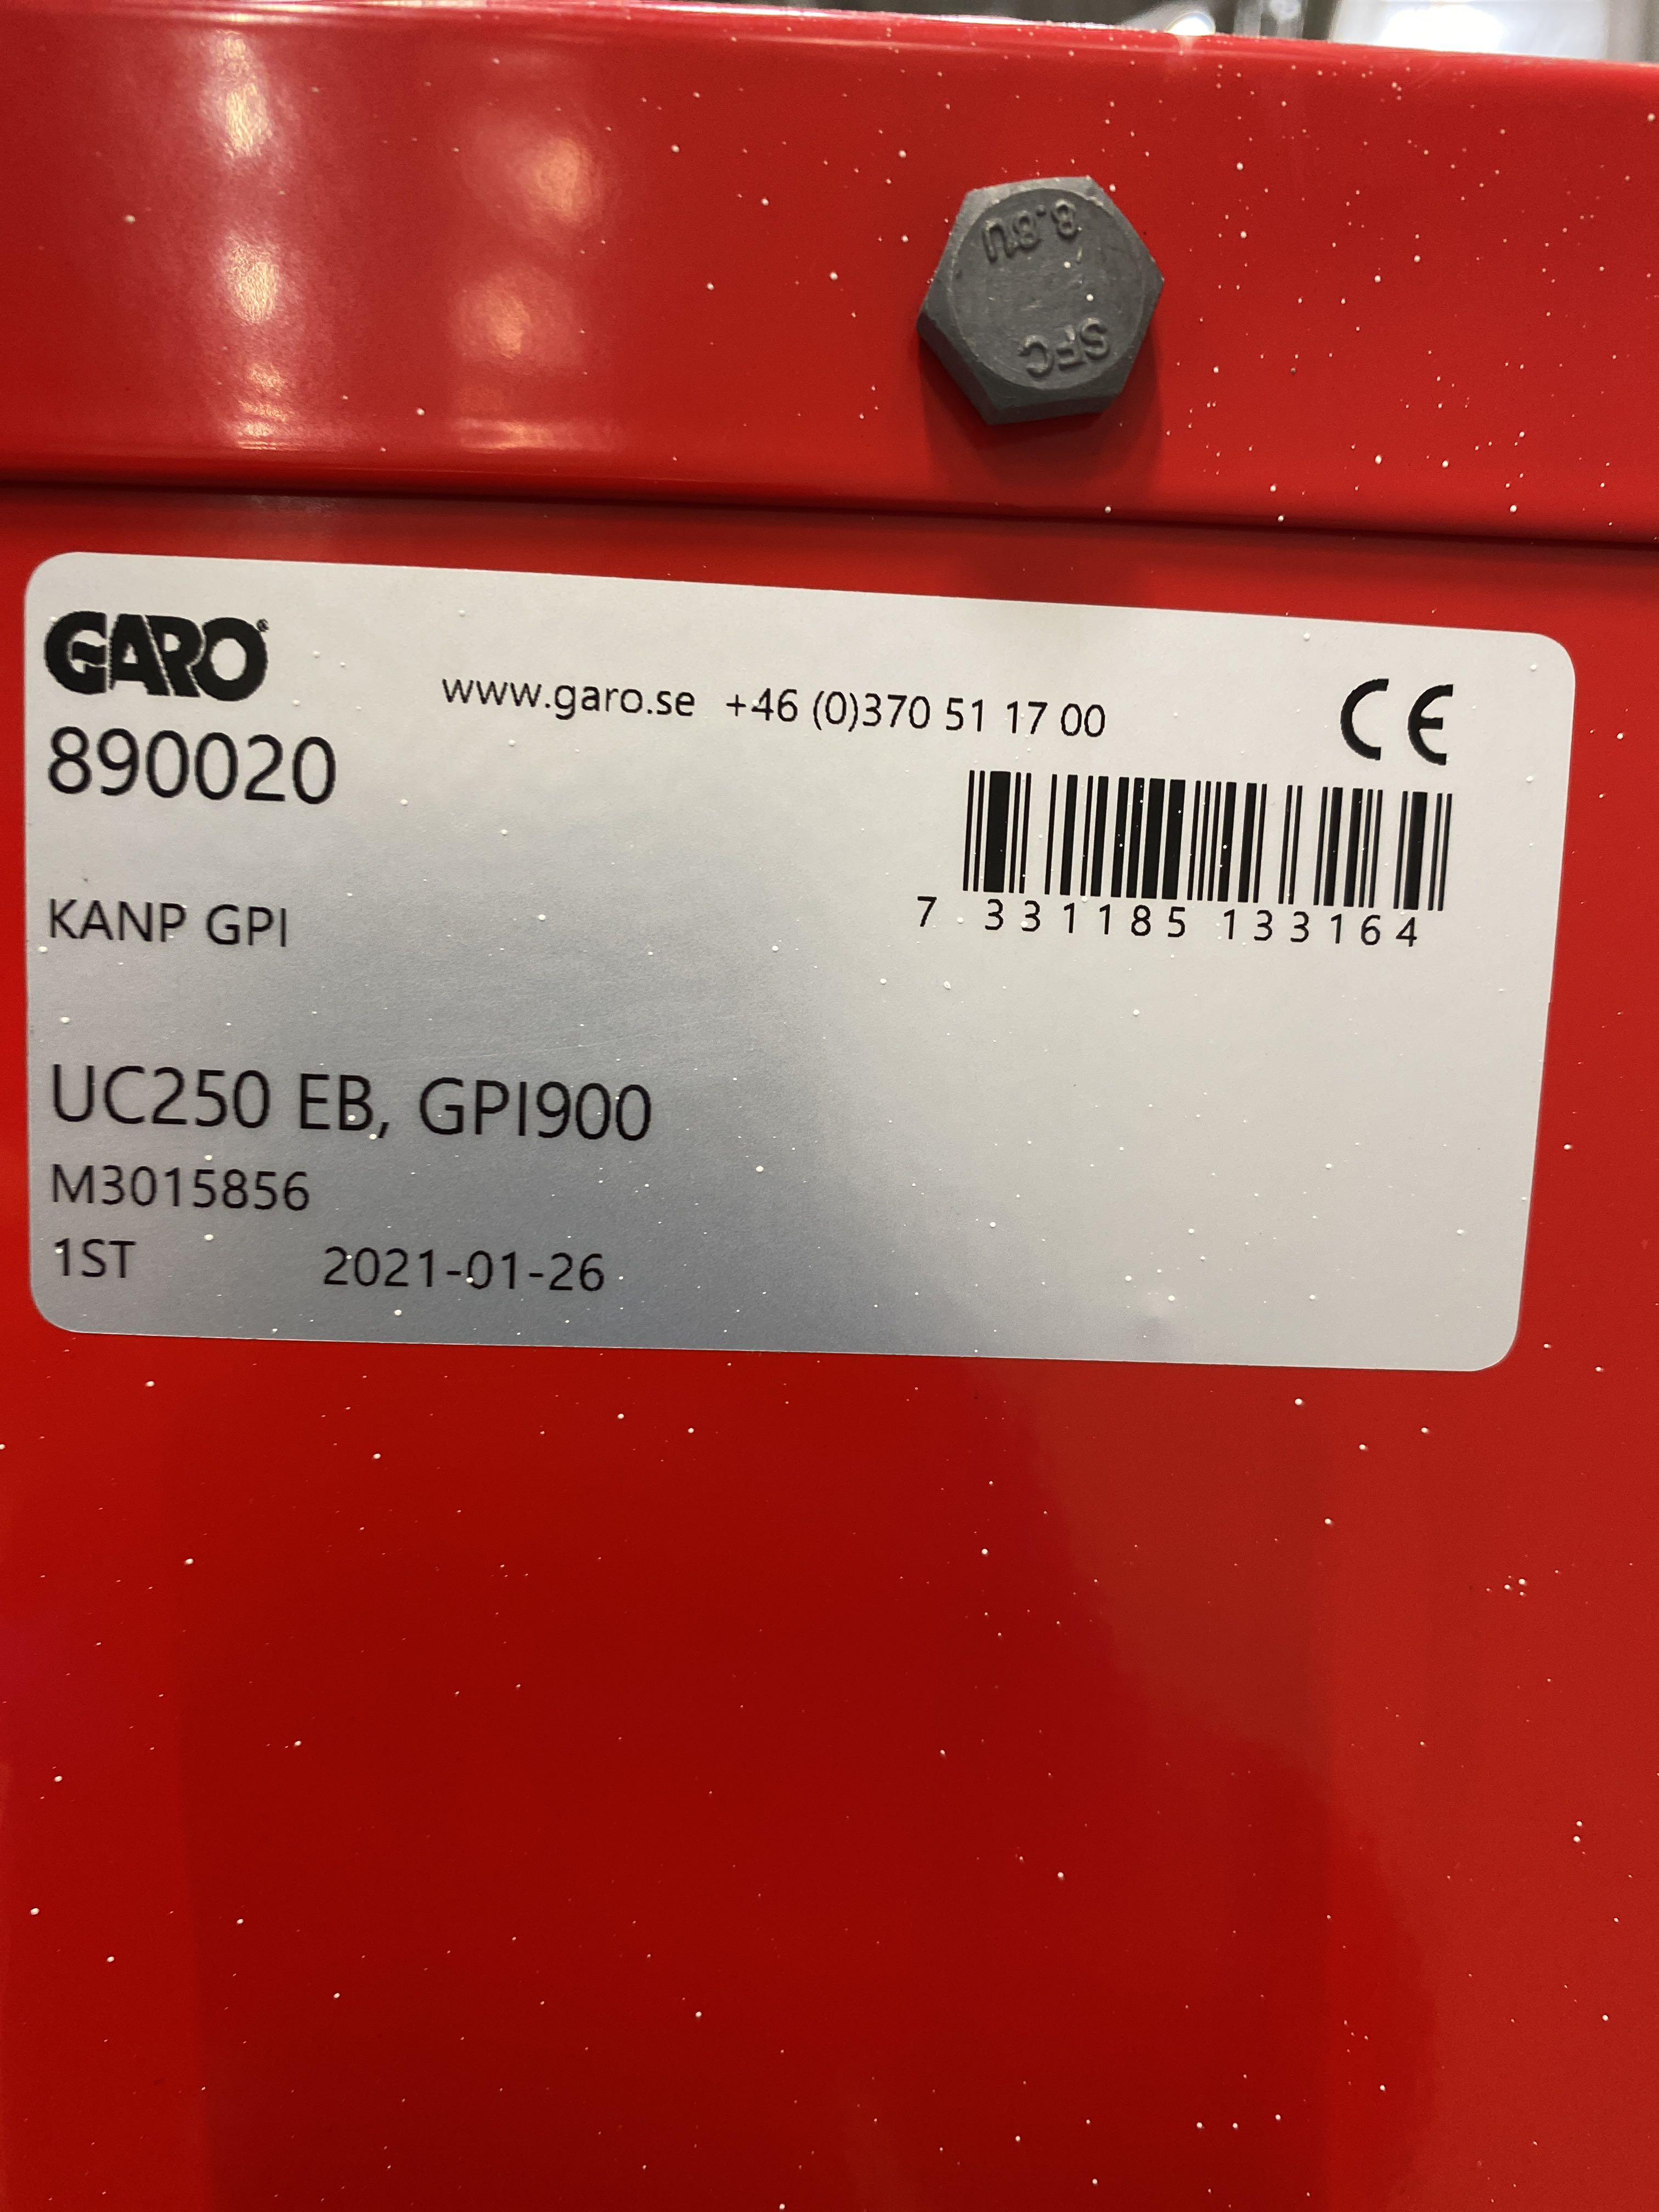 8.8U
SFC
GARO®
www.garo.se +46 (0)370 51 17 00
CE
890020
7 331185 133164
KANP GPI
UC250 EB, GPI900
M3015856
1ST 2021-01-26